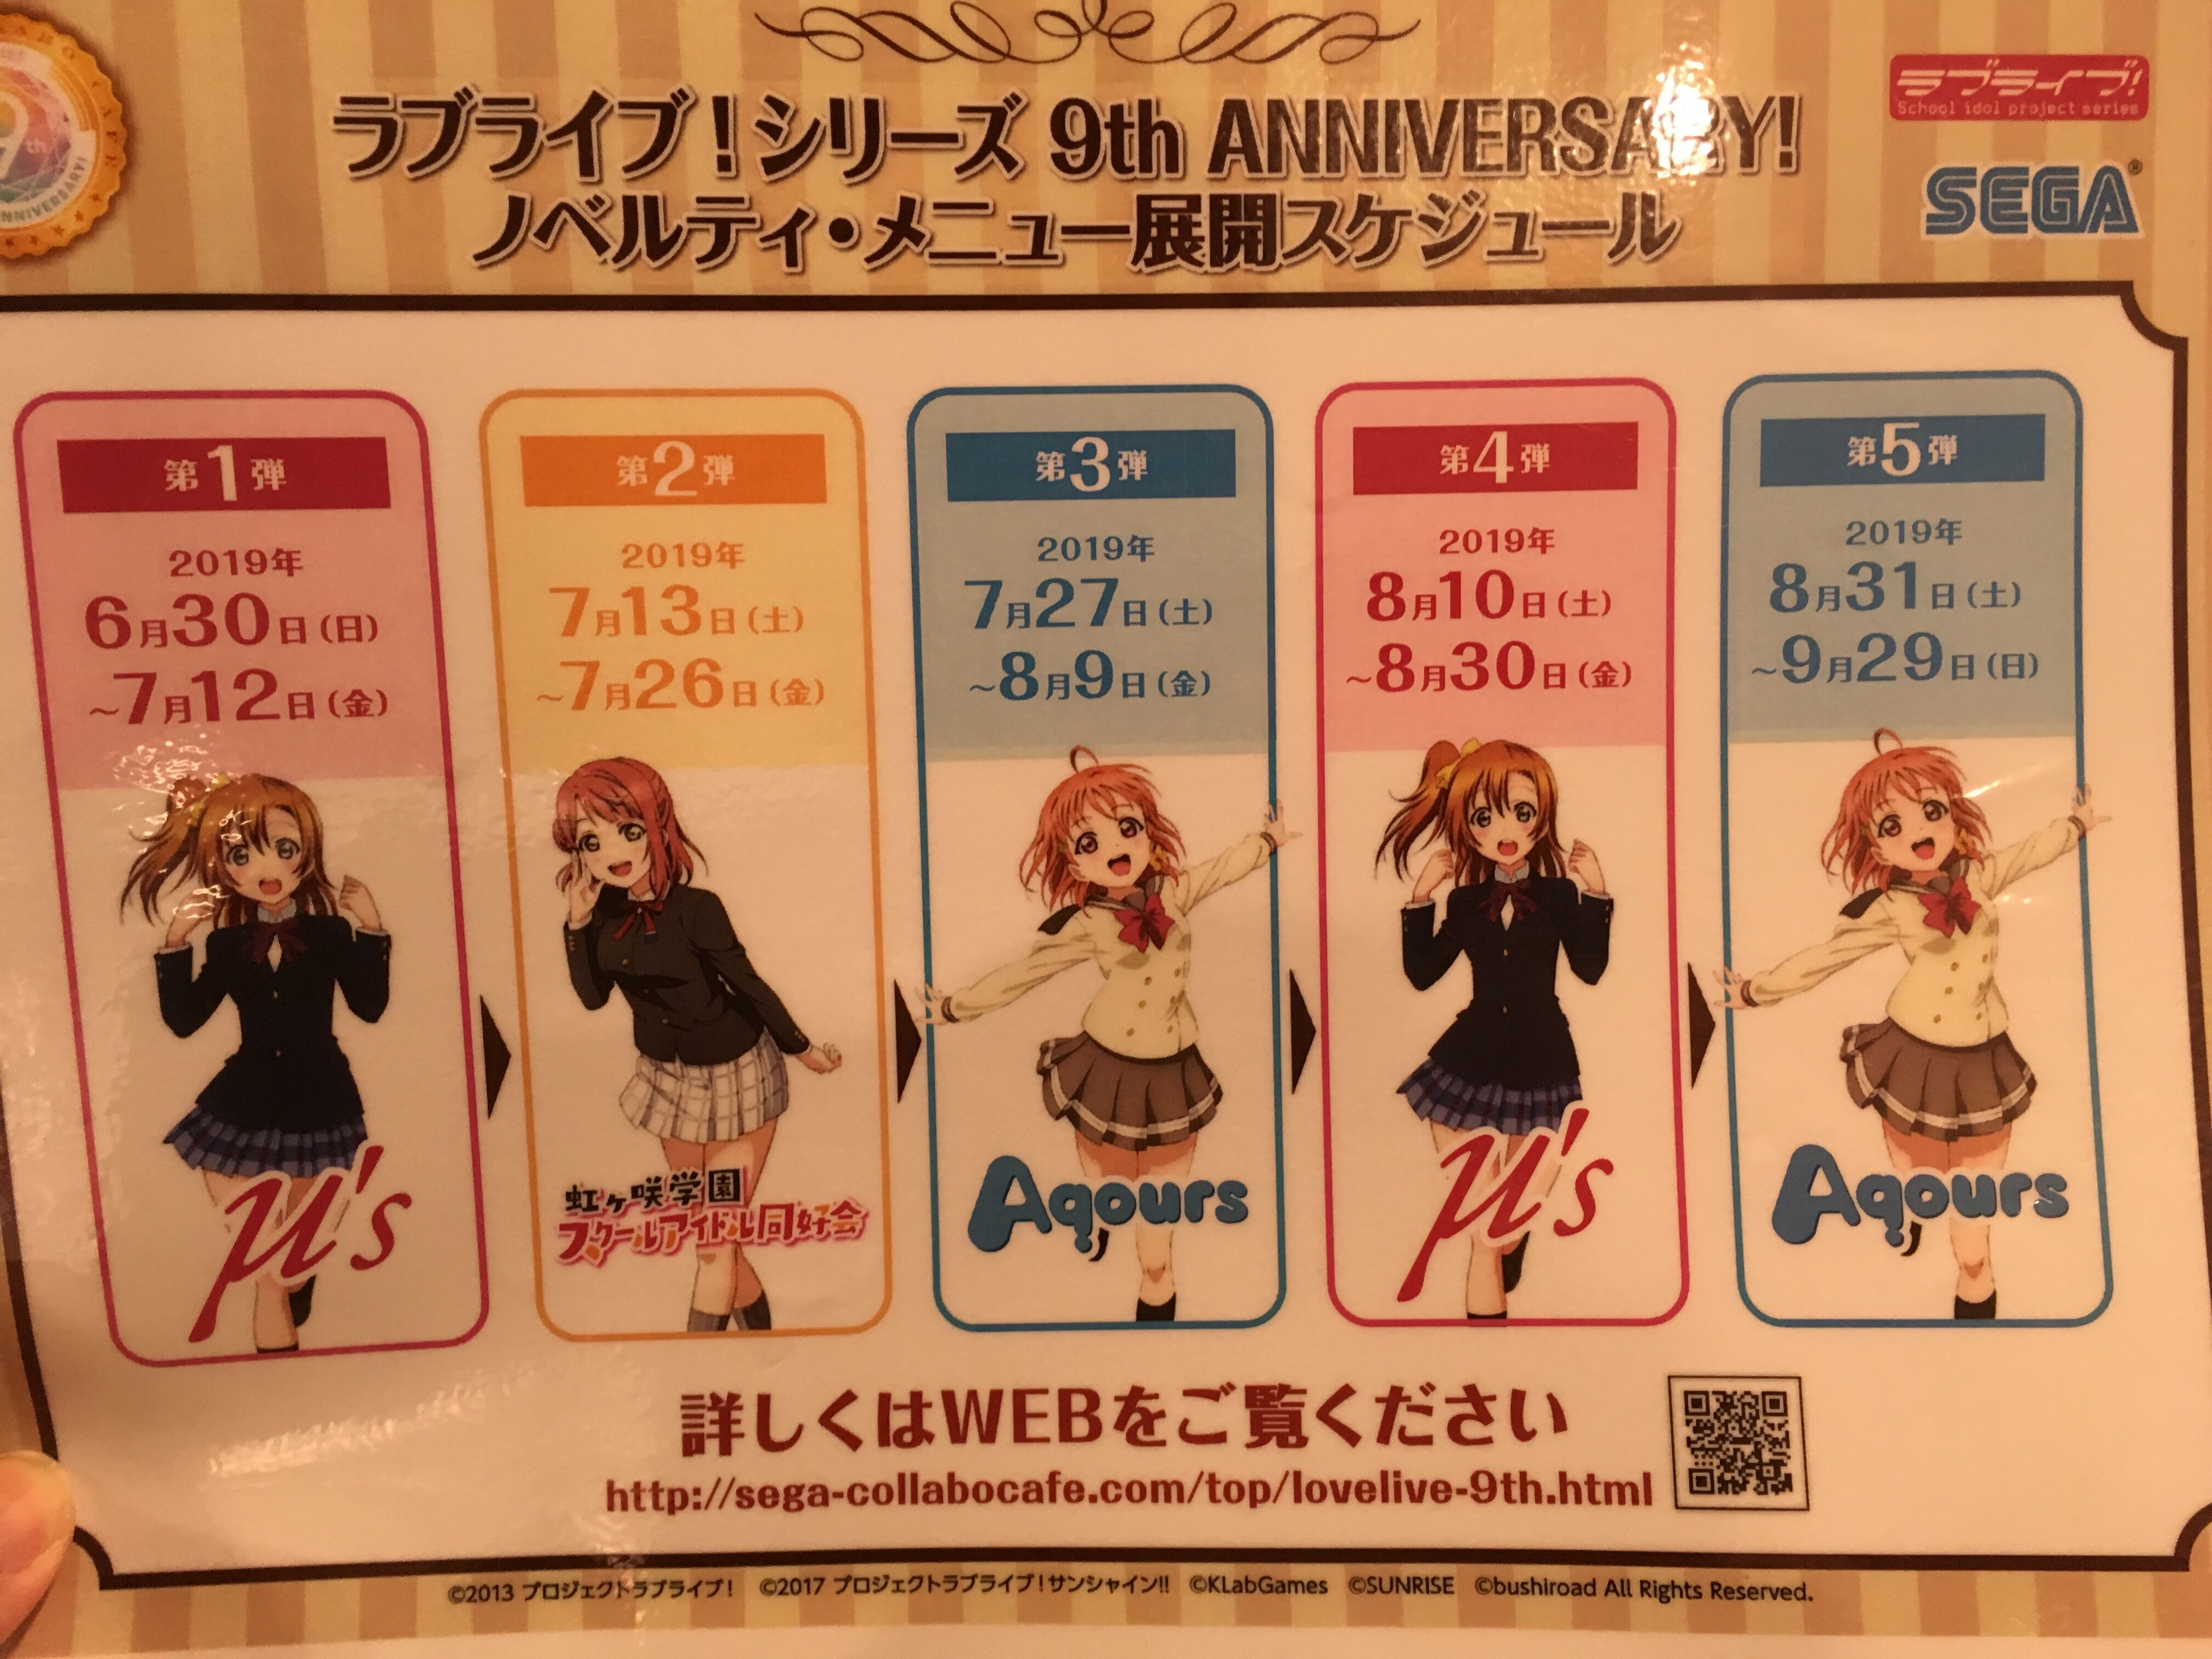 ラブライブ！シリーズ 9th ANNIVERSARY!
ノベルティ・メニュー展開スケジュール
ラブライブ!
School idol project series
SEGA®
th
ANNIVERSARY!
第1弾
2019年
6月30日(日)
~7月12日(金)
μ's
第2弾
2019年
7月13日(土)
~7月26日(金)
虹ヶ咲学園
スクールアイドル同好会
第3弾
2019年
7月27日(土)
~8月9日(金)
Aqours
第4弾
2019年
8月10日(土)
~8月30日(金)
μ's
第5弾
2019年
8月31日(土)
~9月29日(日)
Aqours
詳しくはWEBをご覧ください
http://sega-collabocafe.com/top/lovelive-9th.html
©2013 プロジェクトラブライブ！ ©2017 プロジェクトラブライブ！サンシャイン!! ©KLabGames ©SUNRISE ©bushiroad All Rights Reserved.